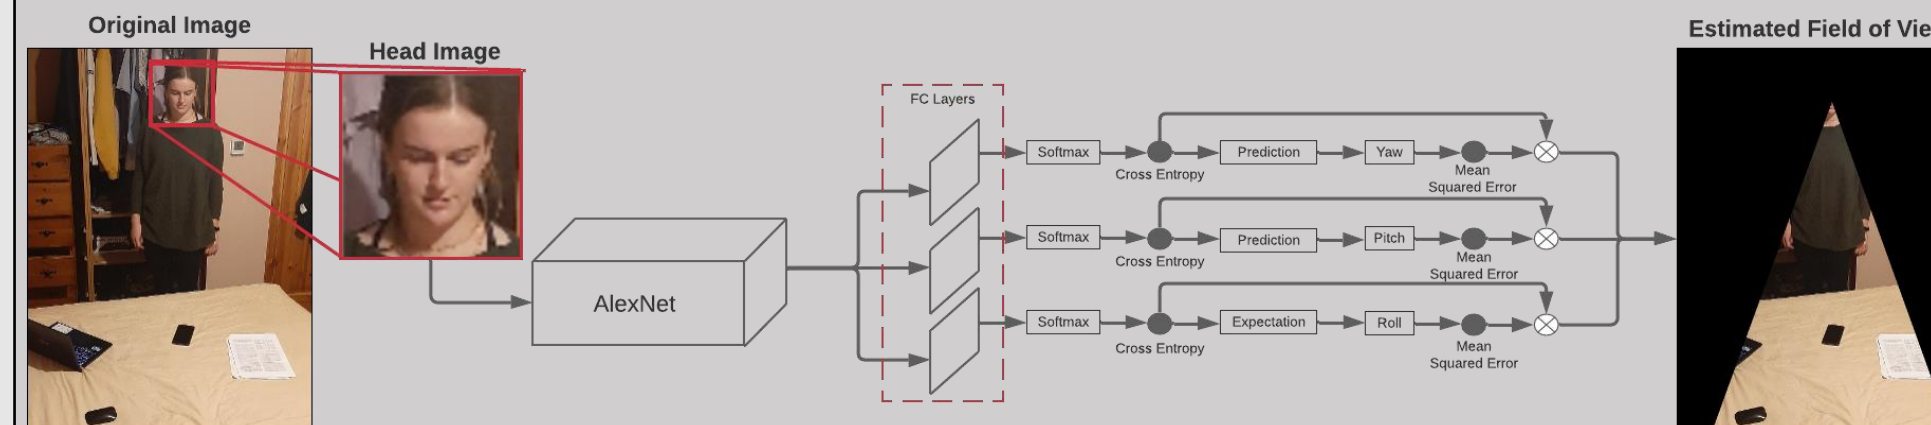 Original Image
Head Image
AlexNet
FC Layers
Softmax
Cross Entropy
Prediction
Yaw
Mean
Squared Error
Softmax
Cross Entropy
Prediction
Pitch
Mean
Squared Error
Softmax
Cross Entropy
Expectation
Roll
Mean
Squared Error
Estimated Field of Vie